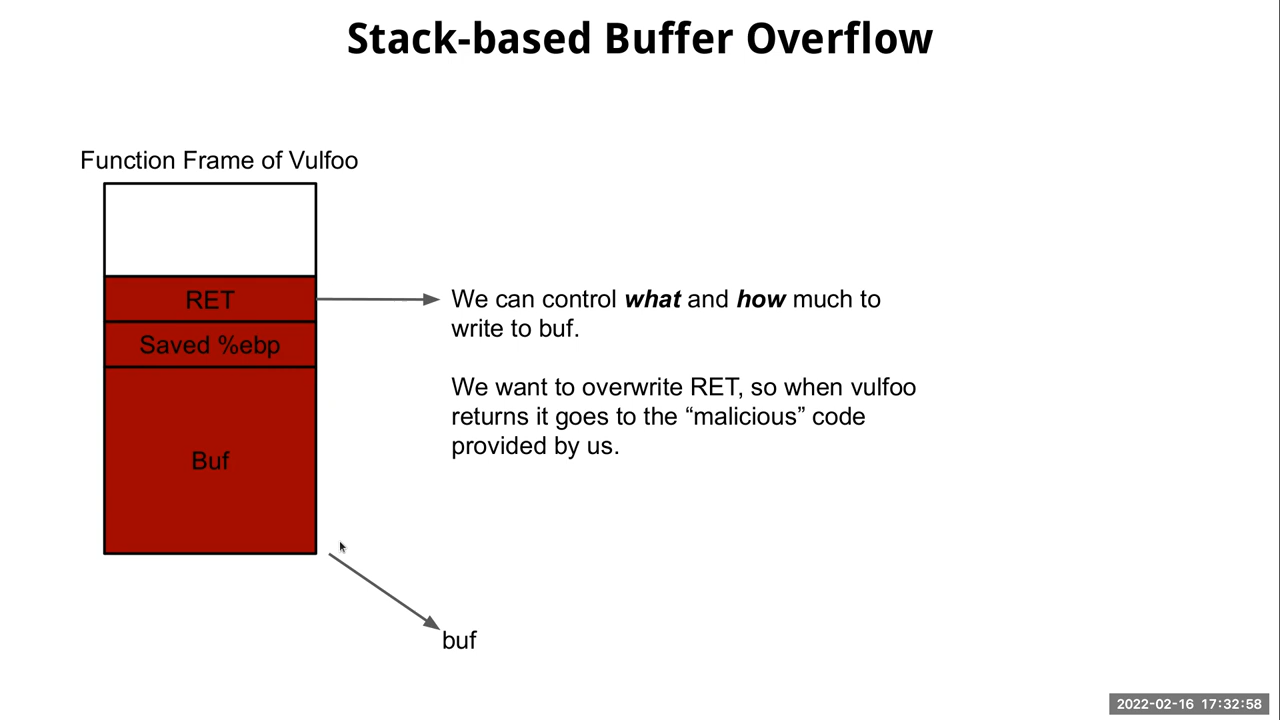 Stack-based Buffer Overflow
Function Frame of Vulfoo
RET
Saved %ebp
Buf
We can control what and how much to
write to buf.
We want to overwrite RET, so when vulfoo
returns it goes to the “malicious” code
provided by us.
buf
2022-02-16 17:32:58